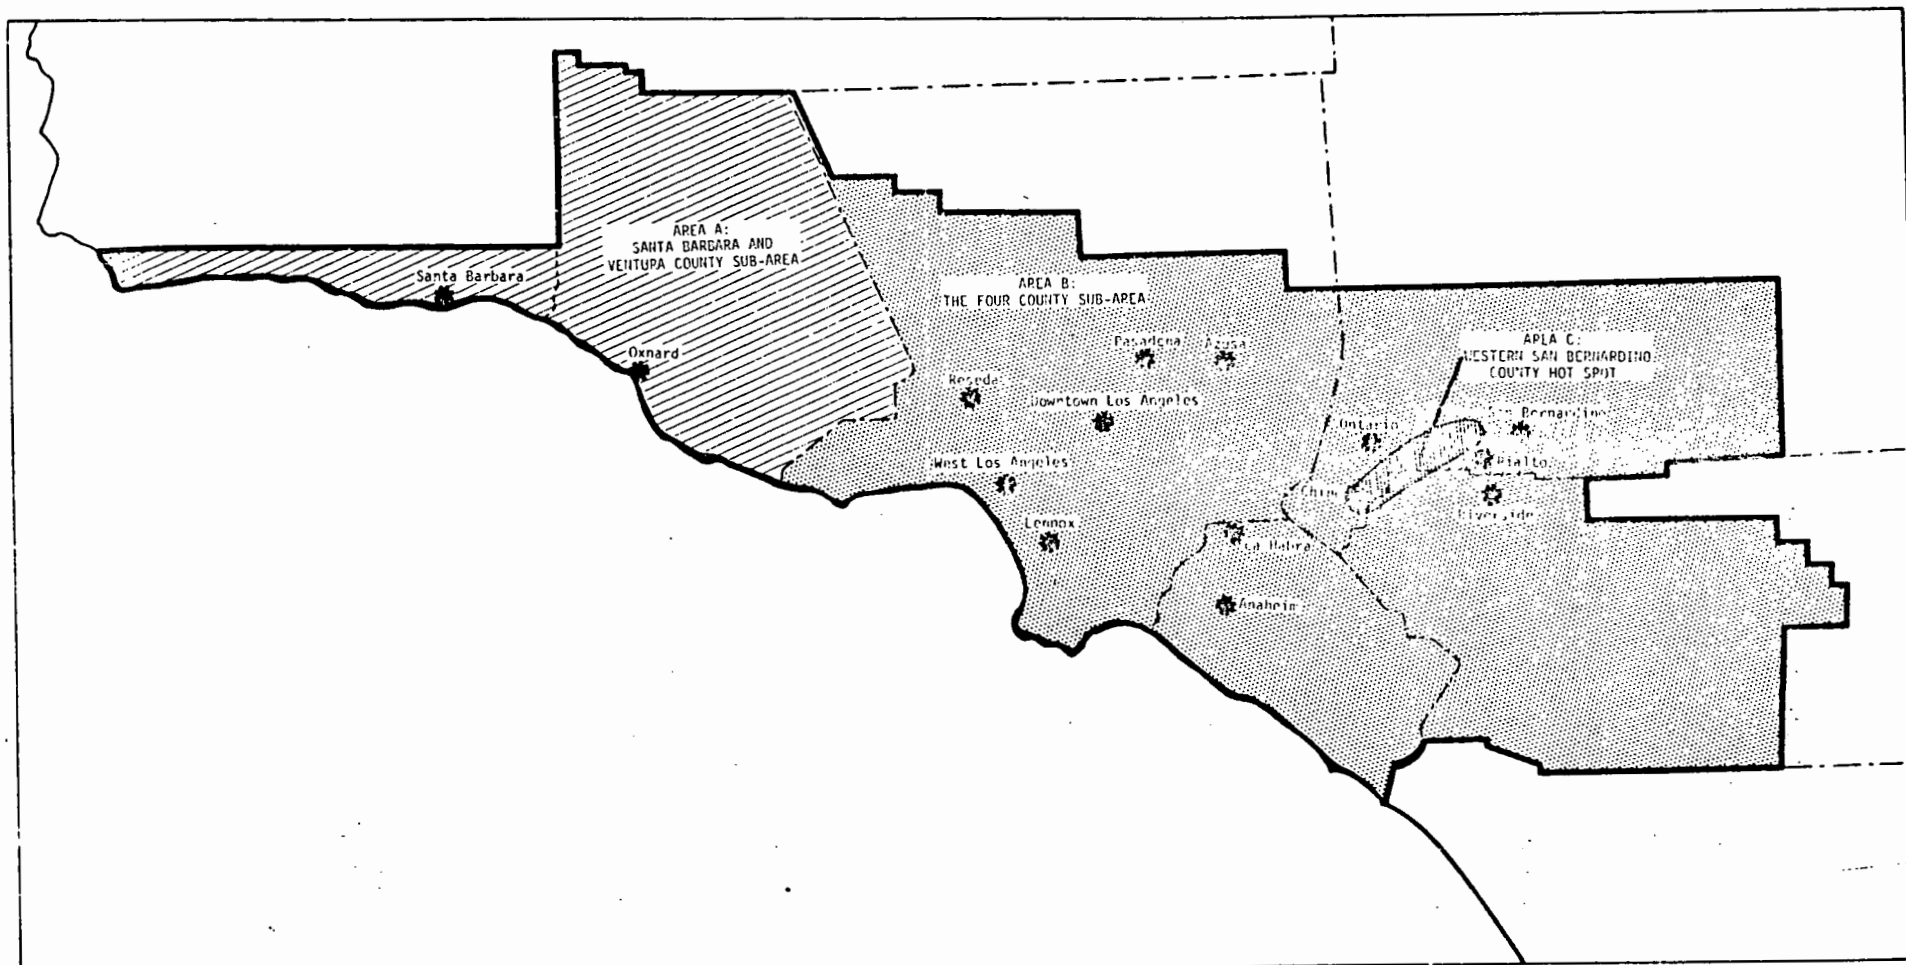 AREA A:
SANTA BARBARA AND
VENTURA COUNTY SUB-AREA
Santa Barbara
Oxnard
AREA B:
THE FOUR COUNTY SUB-AREA
Pasadena
Azusa
Reseda
Downtown Los Angeles
West Los Angeles
Lennox
AREA C:
WESTERN SAN BERNARDINO
COUNTY HOT SPOT
San Bernardino
Ontario
Rialto
Chino
Riverside
La Habra
Anaheim